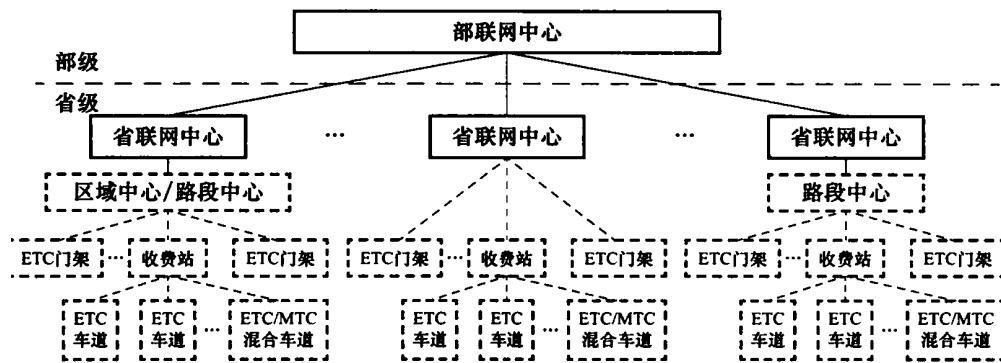 部联网中心
部级
省级
省联网中心 … 省联网中心 … 省联网中心
区域中心/路段中心 路段中心
ETC门架 … 收费站 ETC门架 ETC门架 … 收费站 ETC门架 ETC门架 … 收费站 ETC门架
ETC ETC ETC/MTC ETC ETC ETC/MTC ETC ETC ETC/MTC
车道 车道 … 混合车道 车道 车道 … 混合车道 车道 车道 … 混合车道